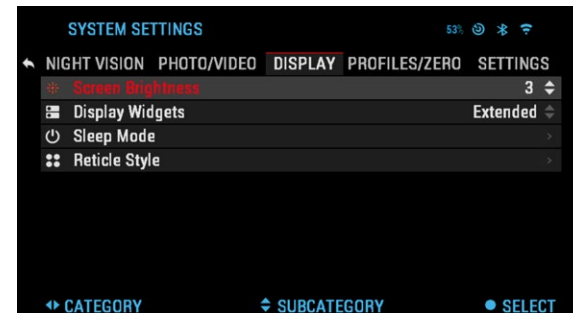 SYSTEM SETTINGS 53%
NIGHT VISION PHOTO/VIDEO DISPLAY PROFILES/ZERO SETTINGS
Screen Brightness 3
Display Widgets Extended
Sleep Mode
Reticle Style
CATEGORY SUBCATEGORY SELECT